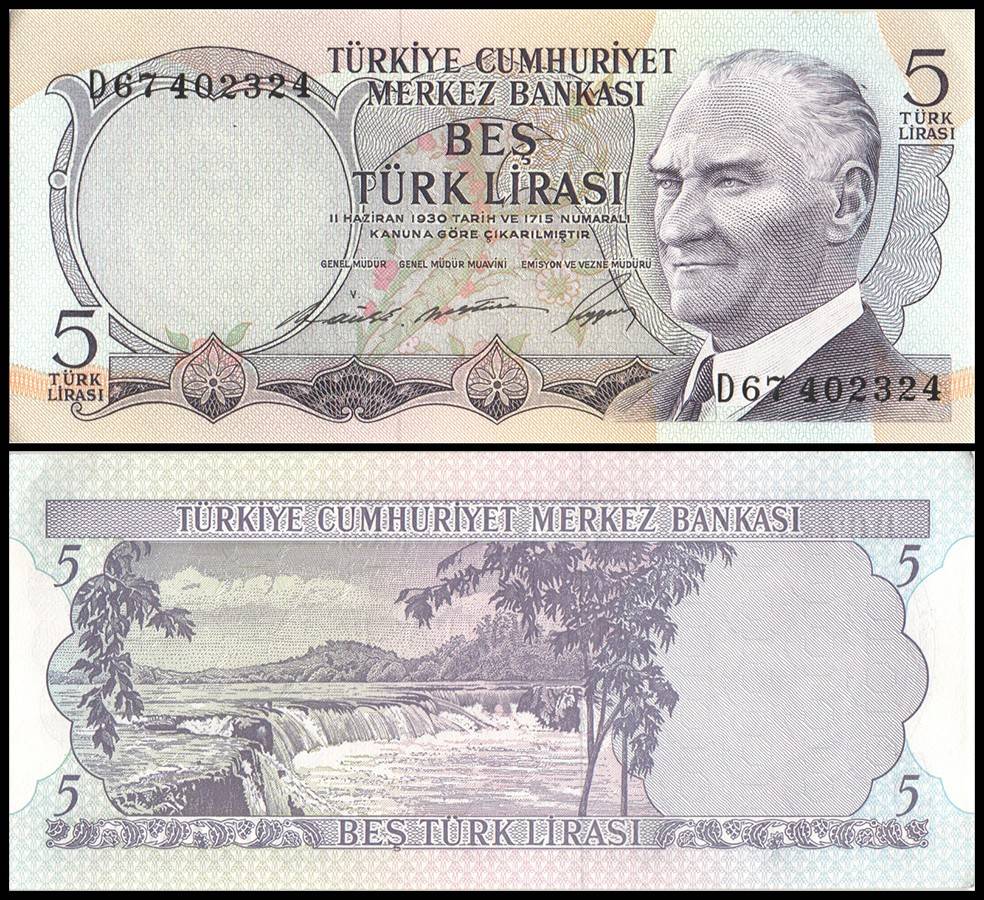 TÜRKİYE CUMHURİYET
MERKEZ BANKASI
D67402324
5
TÜRK
LİRASI
BEŞ
TÜRK LİRASI
11 HAZİRAN 1930 TARİH VE 1715 NUMARALI
KANUNA GÖRE ÇIKARILMIŞTIR
GENEL MÜDÜR GENEL MÜDÜR MUAVİNİ EMİSYON VE VEZNE MÜDÜRÜ
V.
5
TÜRK
LİRASI
D67402324
TÜRKİYE CUMHURİYET MERKEZ BANKASI
5
5
5
5
BEŞ TÜRK LİRASI